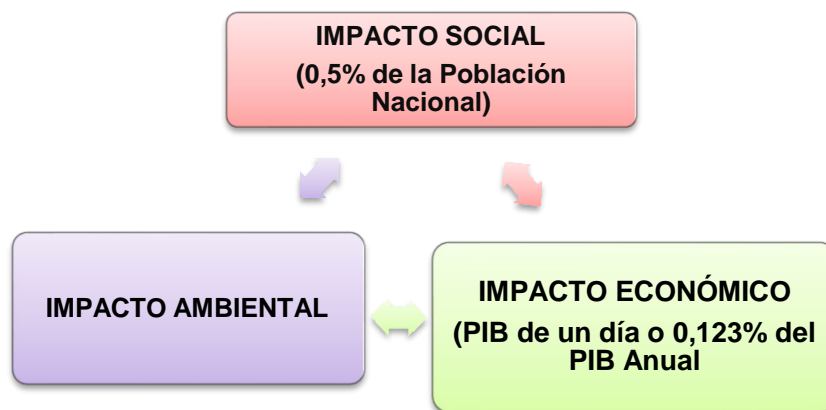 IMPACTO SOCIAL
(0,5% de la Población
Nacional)
IMPACTO AMBIENTAL
IMPACTO ECONÓMICO
(PIB de un día o 0,123% del
PIB Anual